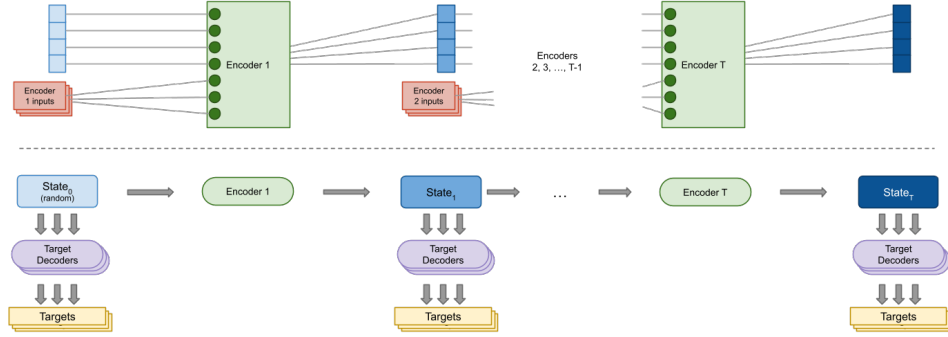 Encoder
1 inputs
Encoder 1
Encoder
2 inputs
Encoders
2, 3, …, T-1
Encoder T
State₀
(random)
Encoder 1
State₁
…
Encoder T
State_T
Target
Decoders
Target
Decoders
Target
Decoders
Targets
Targets
Targets